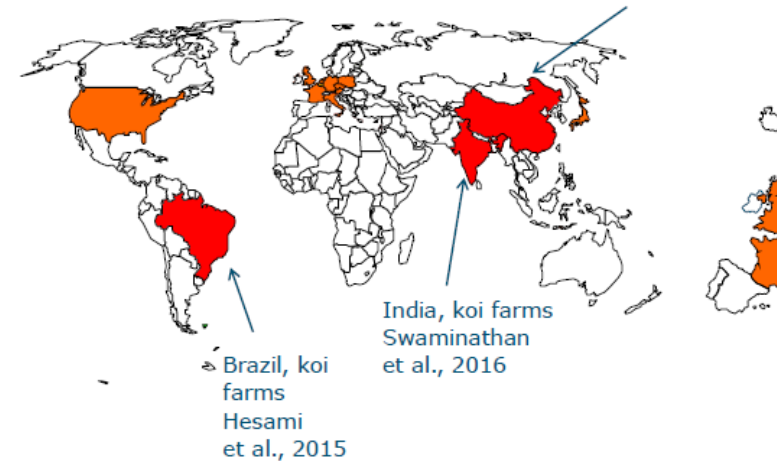 India, koi farms
Swaminathan
et al., 2016
Brazil, koi
farms
Hesami
et al., 2015